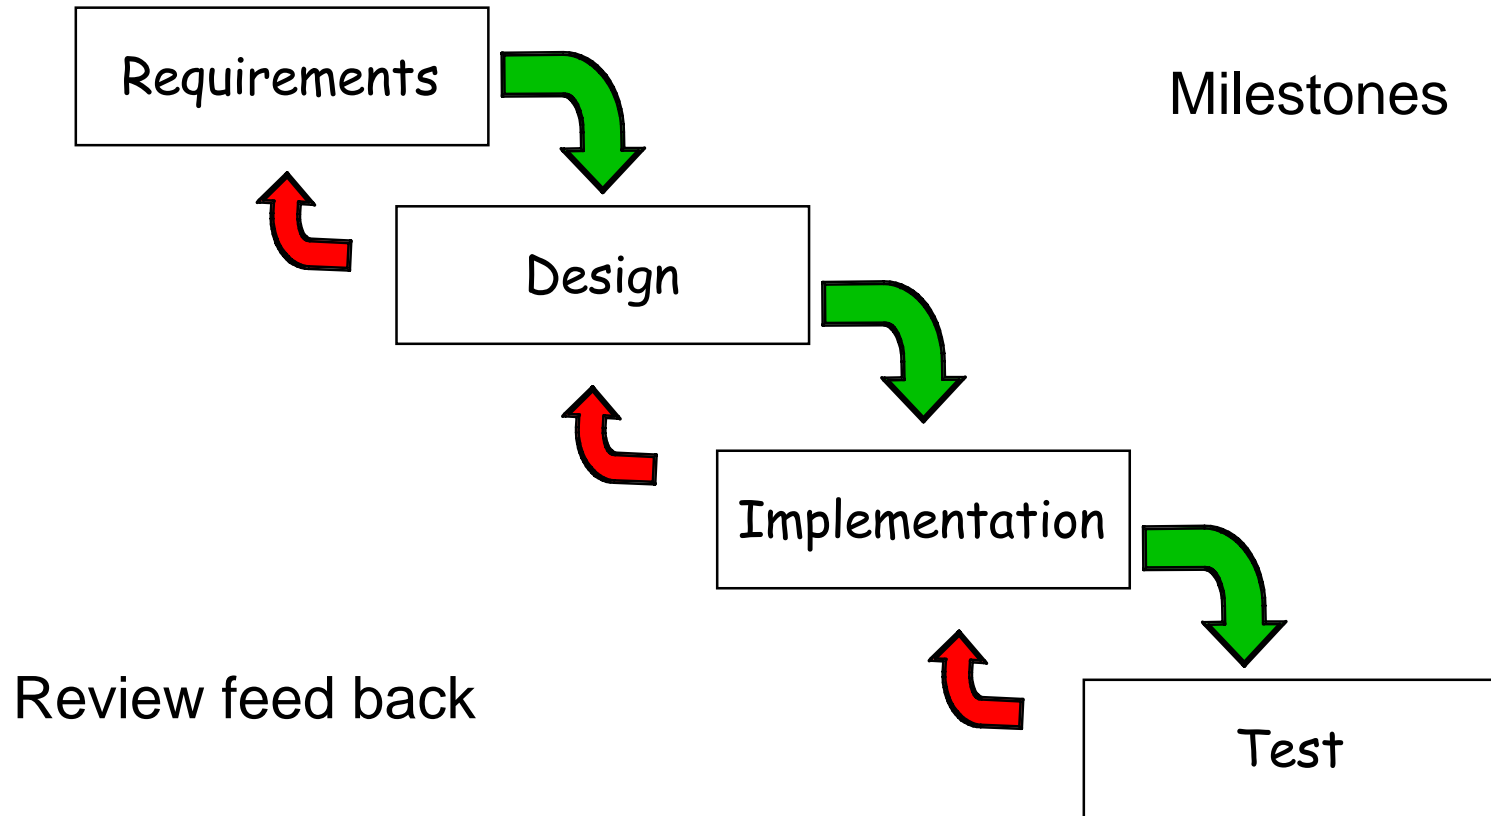 Requirements
Milestones
Design
Implementation
Review feed back
Test